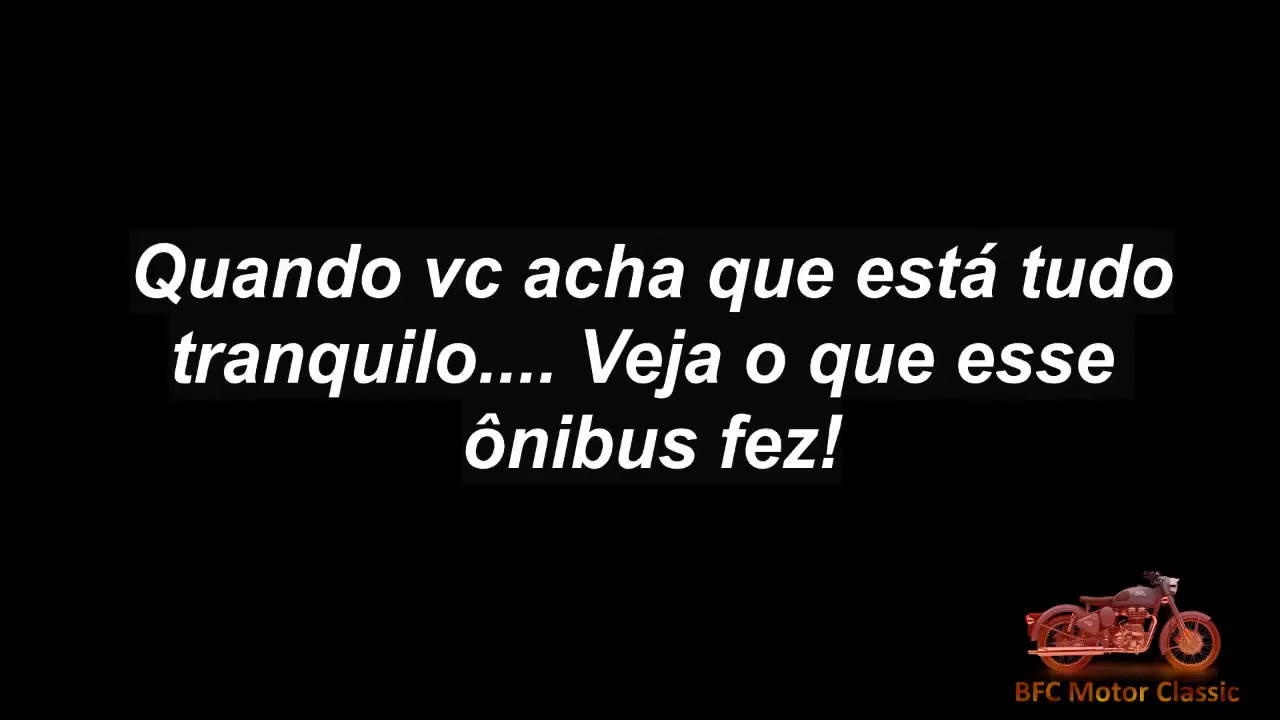 Quando vc acha que está tudo
tranquilo.... Veja o que esse
ônibus fez!
BFC Motor Classic